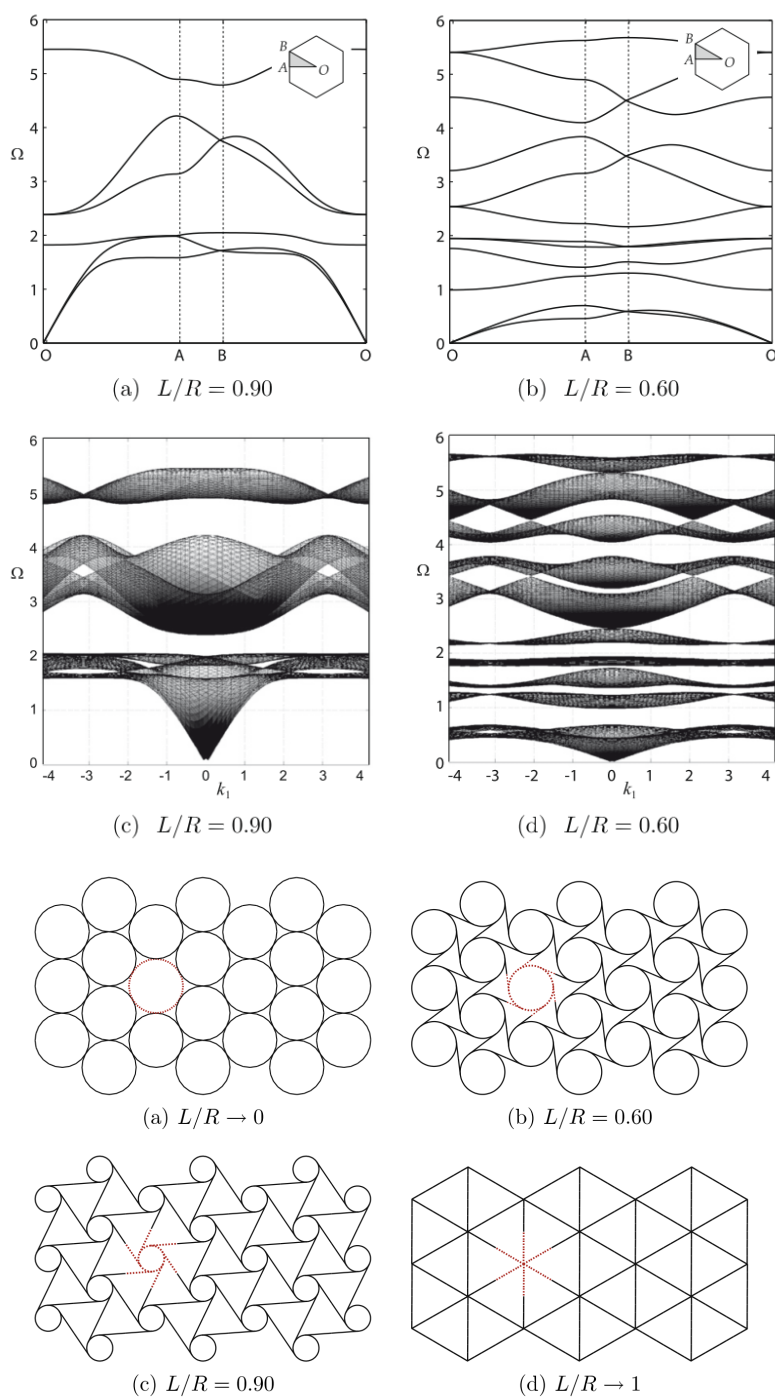 6
5
4
Ω
3
2
1
0
O
A
B
O
B
A
O
(a) L/R = 0.90
6
5
4
Ω
3
2
1
0
O
A
B
O
B
A
O
(b) L/R = 0.60
6
5
4
Ω
3
2
1
0
-4 -3 -2 -1 0 1 2 3 4
k₁
(c) L/R = 0.90
6
5
4
Ω
3
2
1
0
-4 -3 -2 -1 0 1 2 3 4
k₁
(d) L/R = 0.60
(a) L/R → 0
(b) L/R = 0.60
(c) L/R = 0.90
(d) L/R → 1